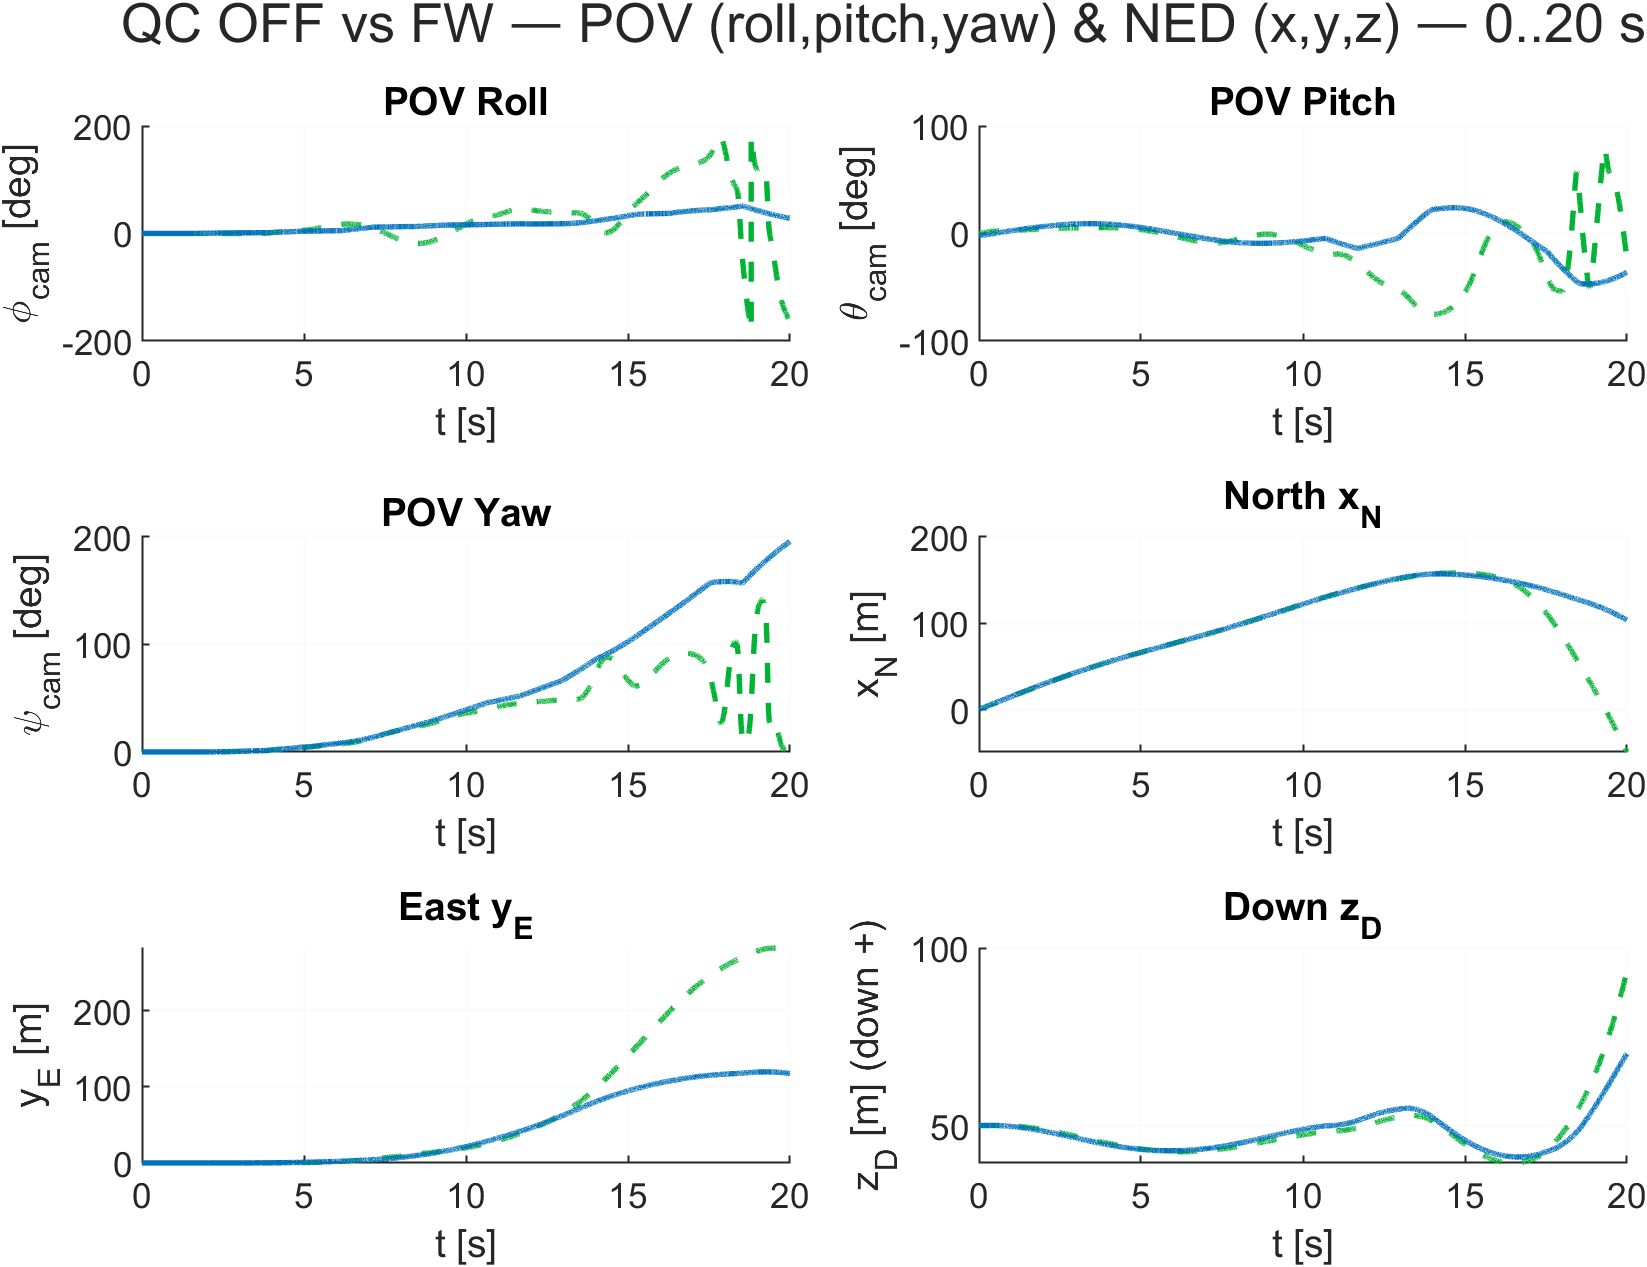 QC OFF vs FW — POV (roll,pitch,yaw) & NED (x,y,z) — 0..20 s
POV Roll
200
0
-200
ϕcam [deg]
0 5 10 15 20
t [s]
POV Pitch
100
0
-100
θcam [deg]
0 5 10 15 20
t [s]
POV Yaw
200
100
0
ψcam [deg]
0 5 10 15 20
t [s]
North xN
200
100
0
xN [m]
0 5 10 15 20
t [s]
East yE
200
100
0
yE [m]
0 5 10 15 20
t [s]
Down zD
100
50
zD [m] (down +)
0 5 10 15 20
t [s]